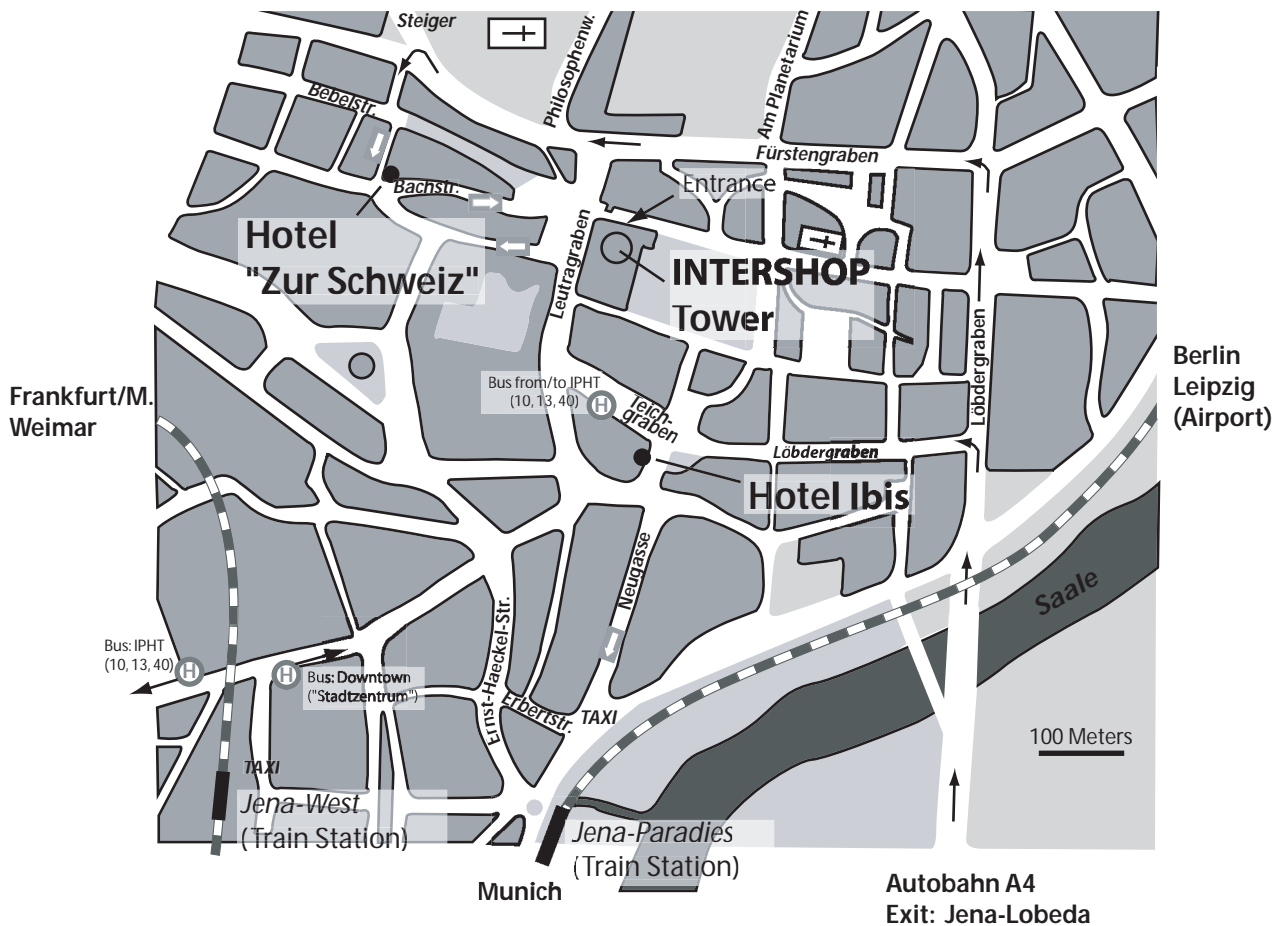 Steiger
Philosophenw.
Am Planetarium
Bebelstr.
Fürstengraben
Entrance
Bachstr.
Hotel
"Zur Schweiz"
Leutragraben
INTERSHOP
Tower
Löbdergraben
Berlin
Leipzig
(Airport)
Frankfurt/M.
Weimar
Bus from/to IPHT
(10, 13, 40)
H
Teich-
graben
Löbdergraben
Hotel Ibis
Neugasse
Saale
Ernst-Haeckel-Str.
Bus: IPHT
(10, 13, 40)
H
H
Bus: Downtown
("Stadtzentrum")
Erbertstr.
TAXI
100 Meters
TAXI
Jena-West
(Train Station)
Jena-Paradies
(Train Station)
Munich
Autobahn A4
Exit: Jena-Lobeda